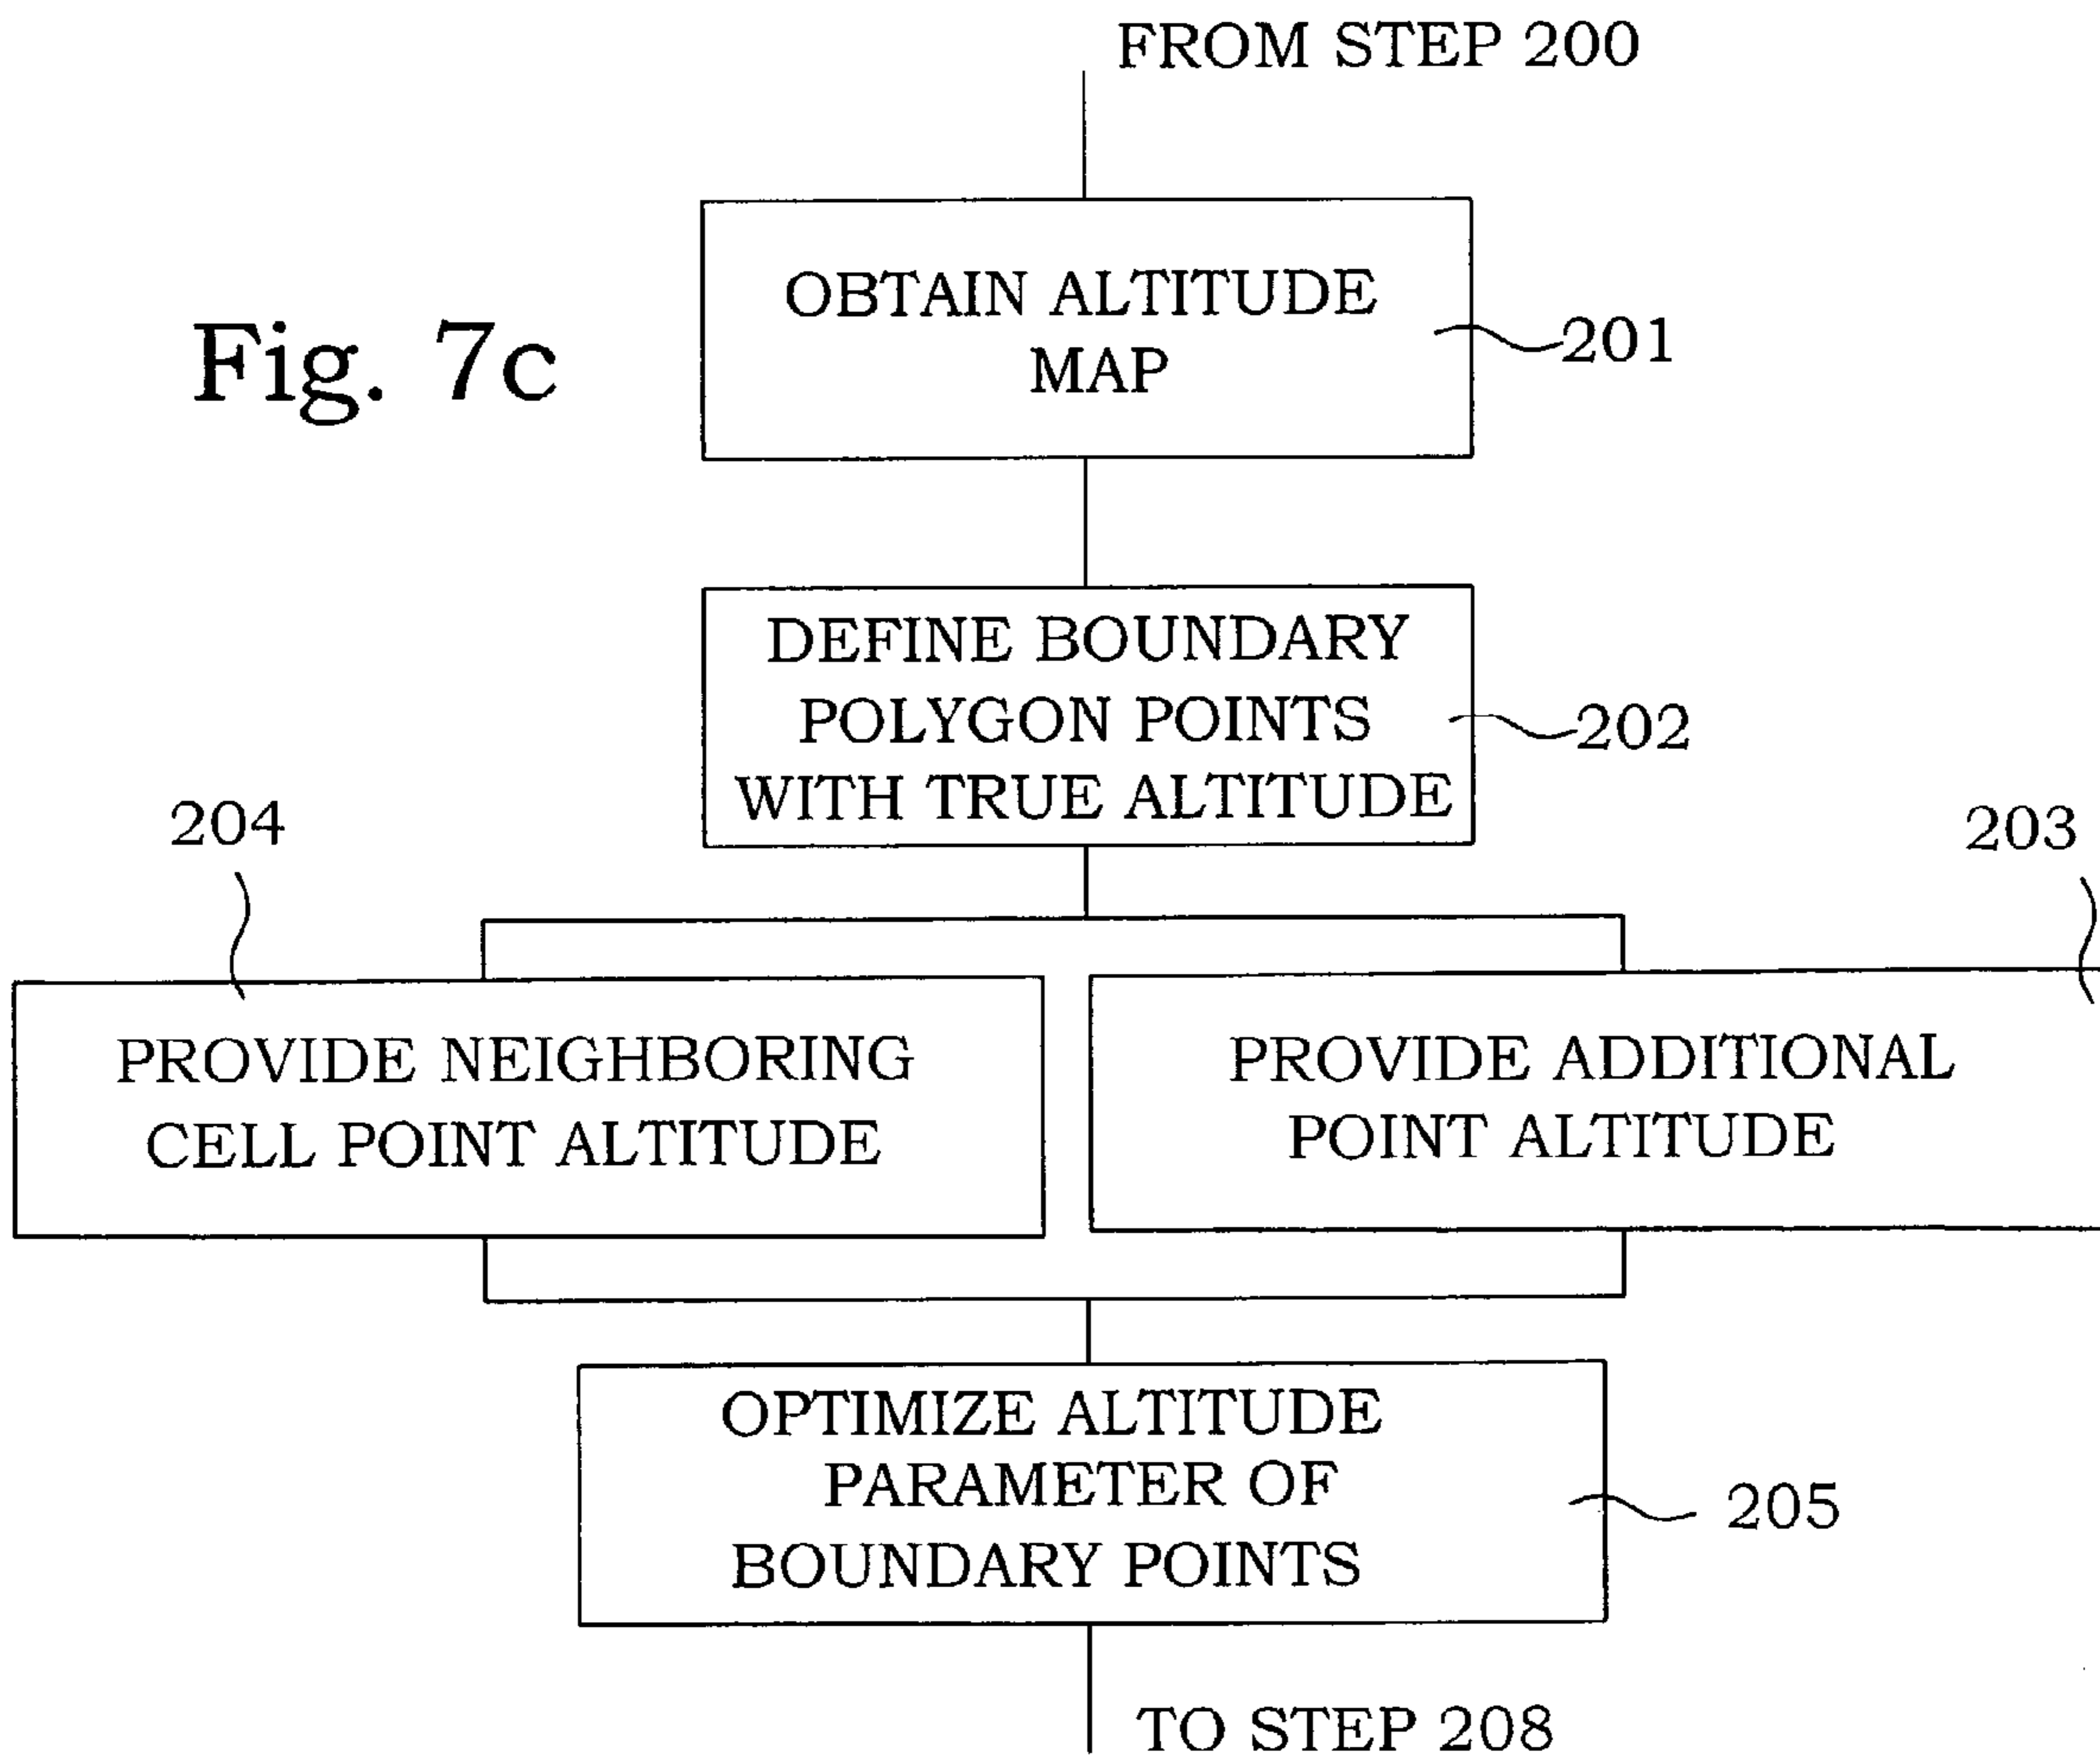 FROM STEP 200
Fig. 7c
OBTAIN ALTITUDE
MAP
201
DEFINE BOUNDARY
POLYGON POINTS
WITH TRUE ALTITUDE
202
204
203
PROVIDE NEIGHBORING
CELL POINT ALTITUDE
PROVIDE ADDITIONAL
POINT ALTITUDE
OPTIMIZE ALTITUDE
PARAMETER OF
BOUNDARY POINTS
205
TO STEP 208